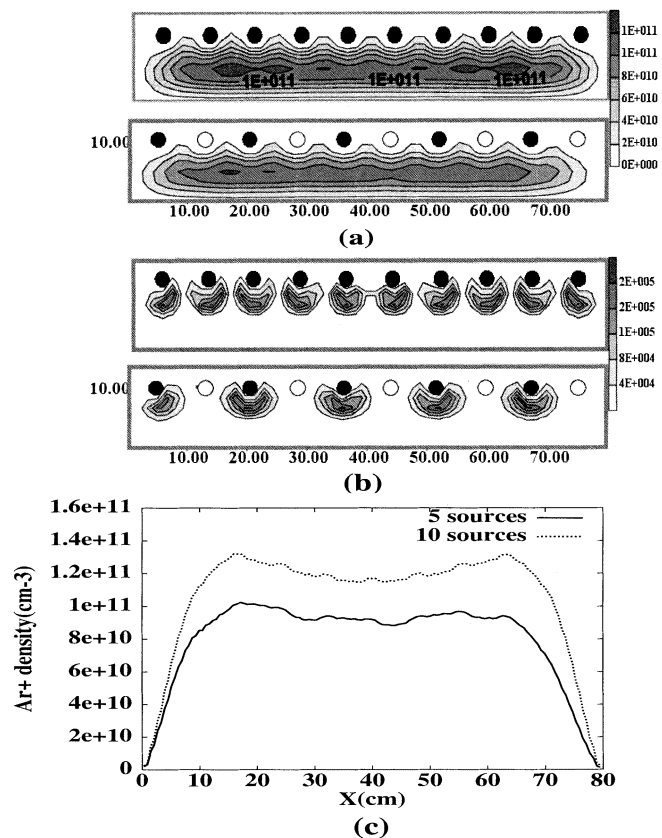 1E+011
1E+011
8E+010
6E+010
4E+010
2E+010
0E+000
1E+011 1E+011 1E+011
10.00
10.00 20.00 30.00 40.00 50.00 60.00 70.00
(a)
2E+005
2E+005
1E+005
8E+004
4E+004
10.00
10.00 20.00 30.00 40.00 50.00 60.00 70.00
(b)
1.6e+11
1.4e+11
1.2e+11
1e+11
8e+10
6e+10
4e+10
2e+10
0
Ar+ density(cm-3)
5 sources
10 sources
0 10 20 30 40 50 60 70 80
X(cm)
(c)